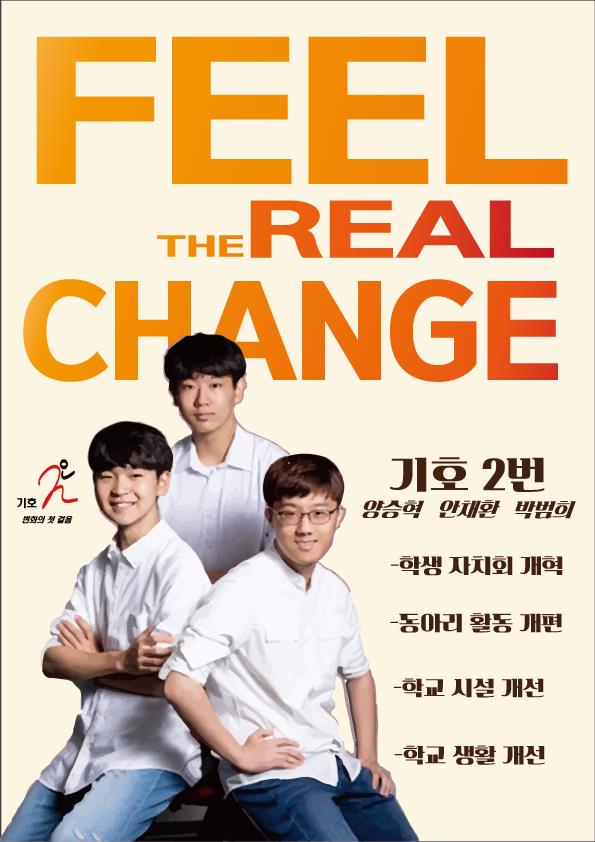 FEEL
THE REAL
CHANGE
기호
변화의 첫 걸음
기호 2번
양승혁 안채환 박범희
-학생 자치회 개혁
-동아리 활동 개편
-학교 시설 개선
-학교 생활 개선